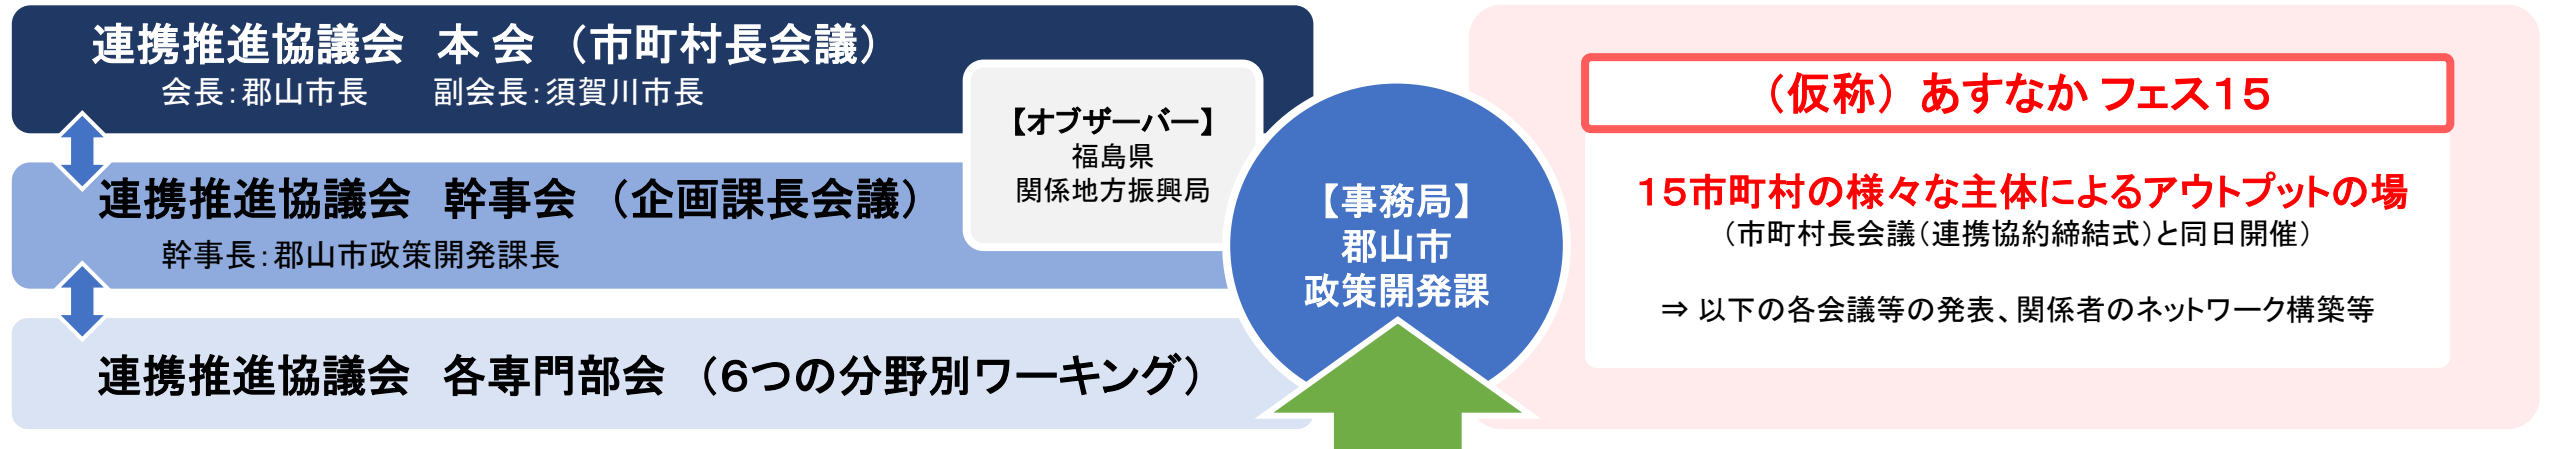 連携推進協議会　本 会 （市町村長会議）
会長：郡山市長　　副会長：須賀川市長
連携推進協議会　幹事会 （企画課長会議）
幹事長：郡山市政策開発課長
連携推進協議会　各専門部会 （６つの分野別ワーキング）
【オブザーバー】
福島県
関係地方振興局
【事務局】
郡山市
政策開発課
（仮称）あすなか フェス１５
１５市町村の様々な主体によるアウトプットの場
（市町村長会議（連携協約締結式）と同日開催）
⇒ 以下の各会議等の発表、関係者のネットワーク構築等